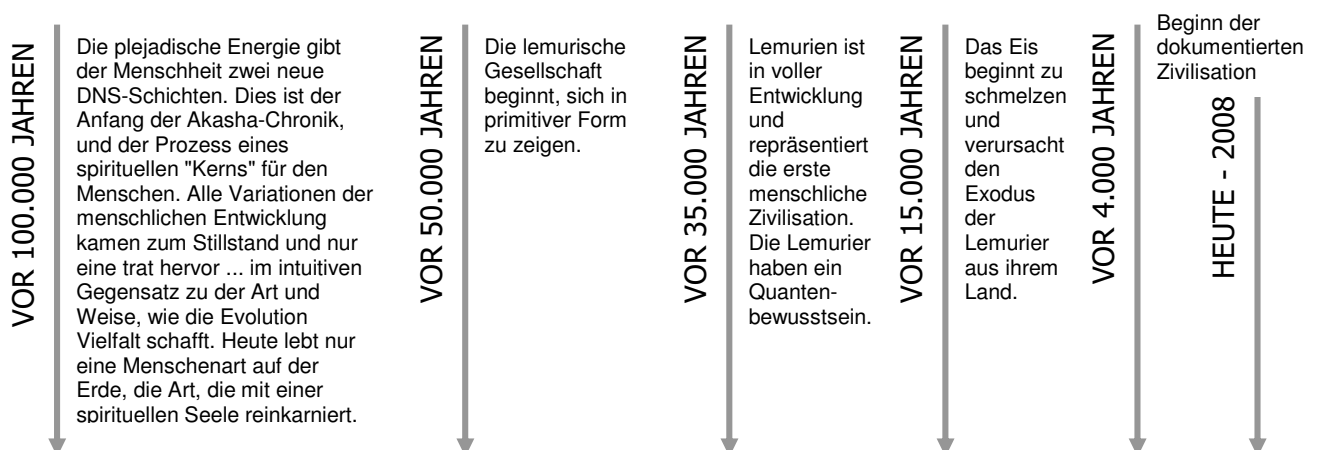 VOR 100.000 JAHREN
Die plejadische Energie gibt
der Menschheit zwei neue
DNS-Schichten. Dies ist der
Anfang der Akasha-Chronik,
und der Prozess eines
spirituellen "Kerns" für den
Menschen. Alle Variationen der
menschlichen Entwicklung
kamen zum Stillstand und nur
eine trat hervor ... im intuitiven
Gegensatz zu der Art und
Weise, wie die Evolution
Vielfalt schafft. Heute lebt nur
eine Menschenart auf der
Erde, die Art, die mit einer
spirituellen Seele reinkarniert.
VOR 50.000 JAHREN
Die lemurische
Gesellschaft
beginnt, sich in
primitiver Form
zu zeigen.
VOR 35.000 JAHREN
Lemurien ist
in voller
Entwicklung
und
repräsentiert
die erste
menschliche
Zivilisation.
Die Lemurier
haben ein
Quanten-
bewusstsein.
VOR 15.000 JAHREN
Das Eis
beginnt zu
schmelzen
und
verursacht
den
Exodus
der
Lemurier
aus ihrem
Land.
VOR 4.000 JAHREN
Beginn der
dokumentierten
Zivilisation
HEUTE - 2008